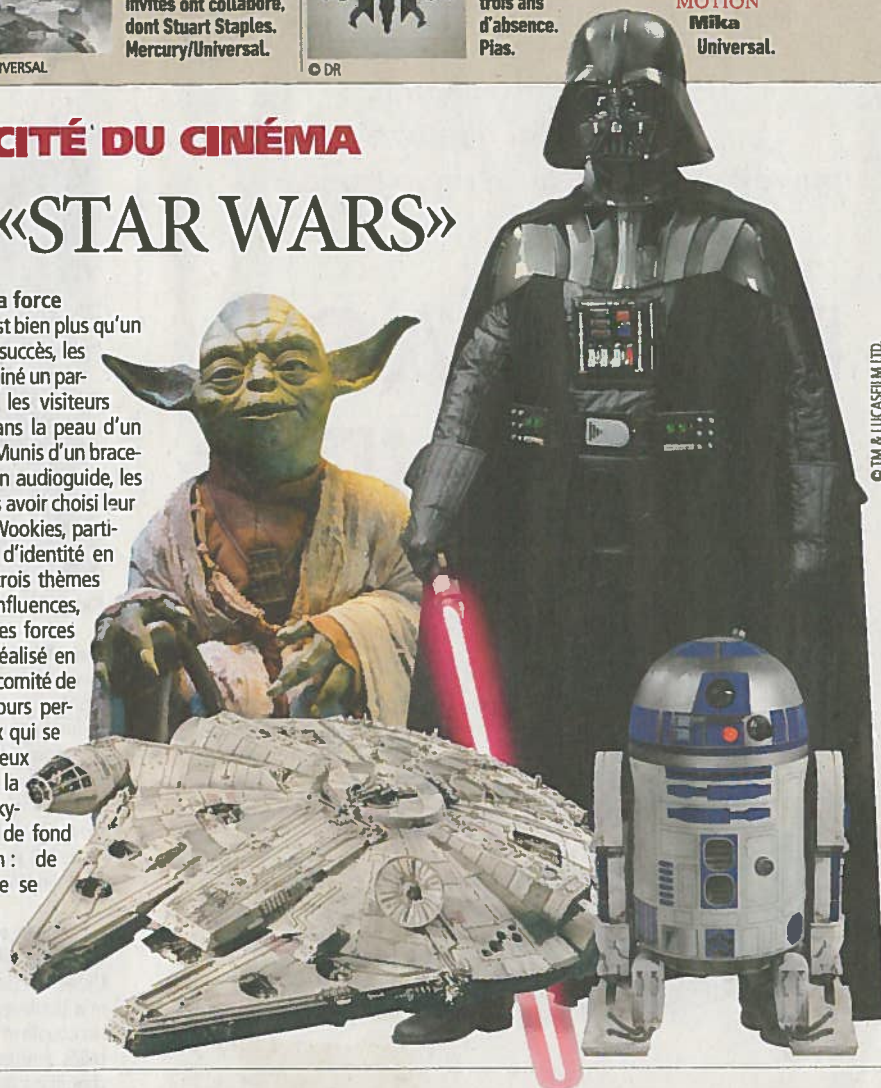 invités ont collaboré,
dont Stuart Staples.
Mercury/Universal.
© DR
trois ans
d'absence.
Pias.
MOTION
Mika
Universal.
CITÉ DU CINÉMA
«STAR WARS»
a force
st bien plus qu'un
succès, les
iné un par-
les visiteurs
ans la peau d'un
Munis d'un brace-
n audioguide, les
s avoir choisi leur
Wookies, parti-
d'identité en
trois thèmes
nfluences,
es forces
éalisé en
comité de
ours per-
x qui se
eux
la
ky-
de fond
n : de
e se
© TM & LUCASFILM LTD.